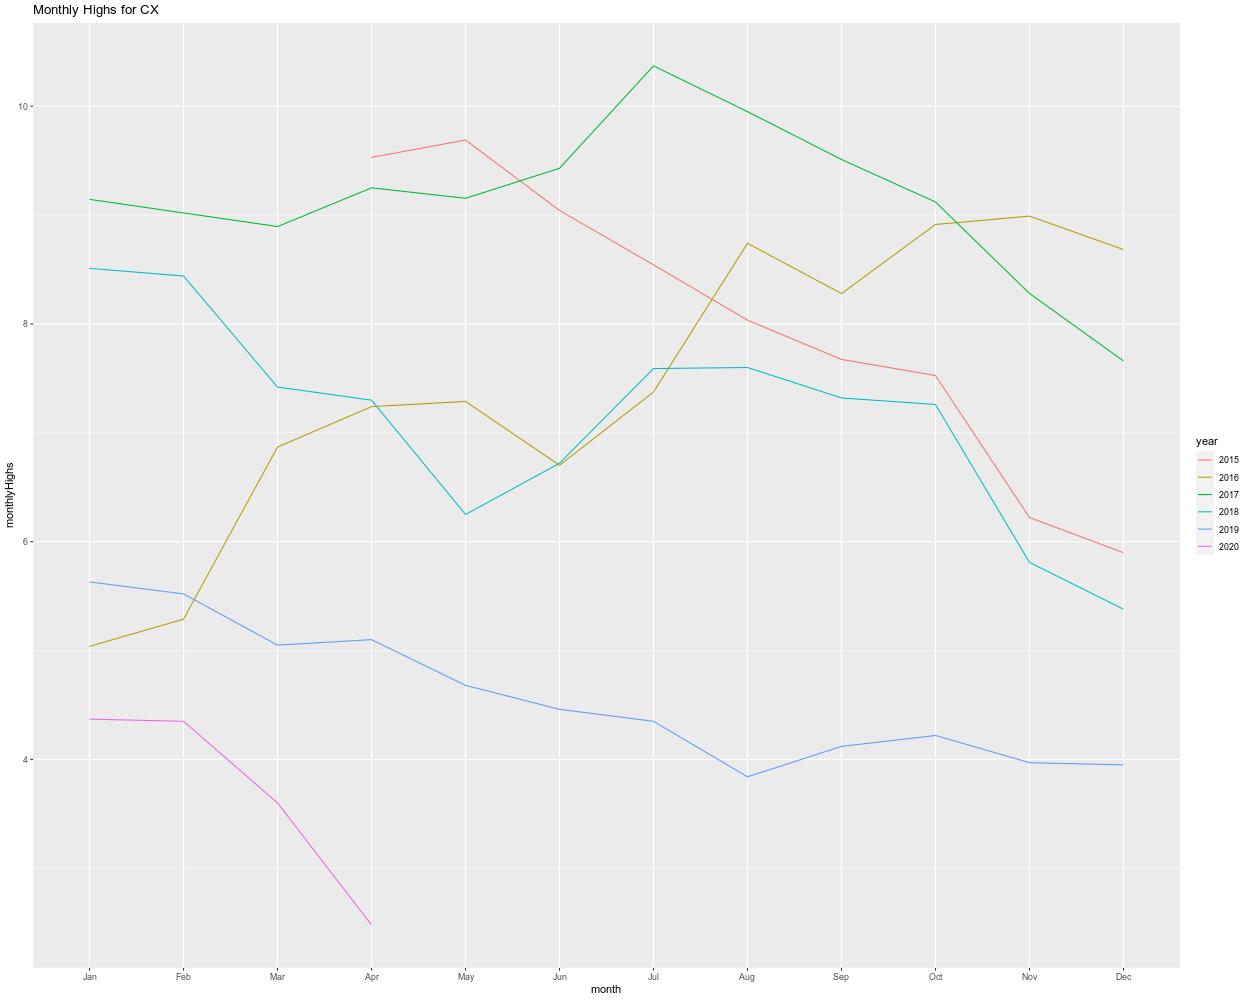 Monthly Highs for CX
10
8
6
4
monthlyHighs
Jan Feb Mar Apr May Jun Jul Aug Sep Oct Nov Dec
month
year
2015
2016
2017
2018
2019
2020